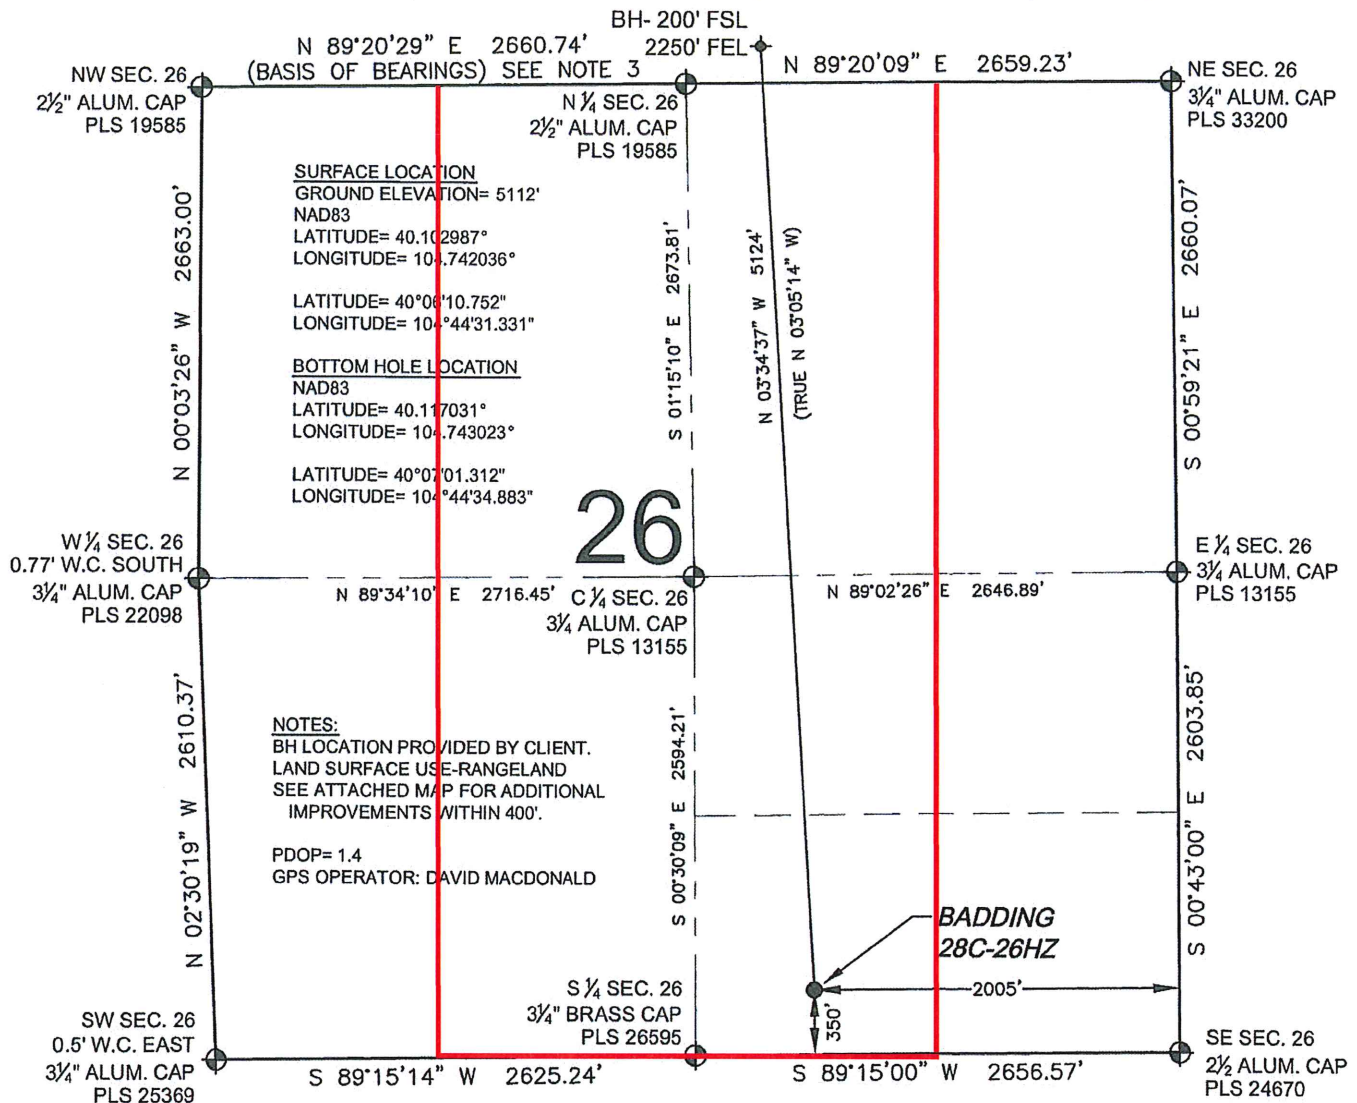 BH- 200' FSL
2250' FEL
N 89°20'29" E 2660.74'
(BASIS OF BEARINGS) SEE NOTE 3
N 89°20'09" E 2659.23'
NW SEC. 26
2½" ALUM. CAP
PLS 19585
N ¼ SEC. 26
2½" ALUM. CAP
PLS 19585
NE SEC. 26
3¼" ALUM. CAP
PLS 33200
SURFACE LOCATION
GROUND ELEVATION= 5112'
NAD83
LATITUDE= 40.102987°
LONGITUDE= 104.742036°
LATITUDE= 40°06'10.752"
LONGITUDE= 104°44'31.331"
BOTTOM HOLE LOCATION
NAD83
LATITUDE= 40.117031°
LONGITUDE= 104.743023°
LATITUDE= 40°07'01.312"
LONGITUDE= 104°44'34.883"
N 00°03'26" W 2663.00'
S 01°15'10" E 2673.81'
N 03°34'37" W 5124'
(TRUE N 03°05'14" W)
S 00°59'21" E 2660.07'
26
W ¼ SEC. 26
0.77' W.C. SOUTH
3¼" ALUM. CAP
PLS 22098
N 89°34'10" E 2716.45'
C ¼ SEC. 26
3¼ ALUM. CAP
PLS 13155
N 89°02'26" E 2646.89'
E ¼ SEC. 26
3¼ ALUM. CAP
PLS 13155
N 02°30'19" W 2610.37'
NOTES:
BH LOCATION PROVIDED BY CLIENT.
LAND SURFACE USE-RANGELAND
SEE ATTACHED MAP FOR ADDITIONAL
IMPROVEMENTS WITHIN 400'.
PDOP= 1.4
GPS OPERATOR: DAVID MACDONALD
S 00°30'09" E 2594.21'
S 00°43'00" E 2603.85'
BADDING
28C-26HZ
2005'
350'
SW SEC. 26
0.5' W.C. EAST
3¼" ALUM. CAP
PLS 25369
S ¼ SEC. 26
3¼" BRASS CAP
PLS 26595
SE SEC. 26
2½ ALUM. CAP
PLS 24670
S 89°15'14" W 2625.24'
S 89°15'00" W 2656.57'